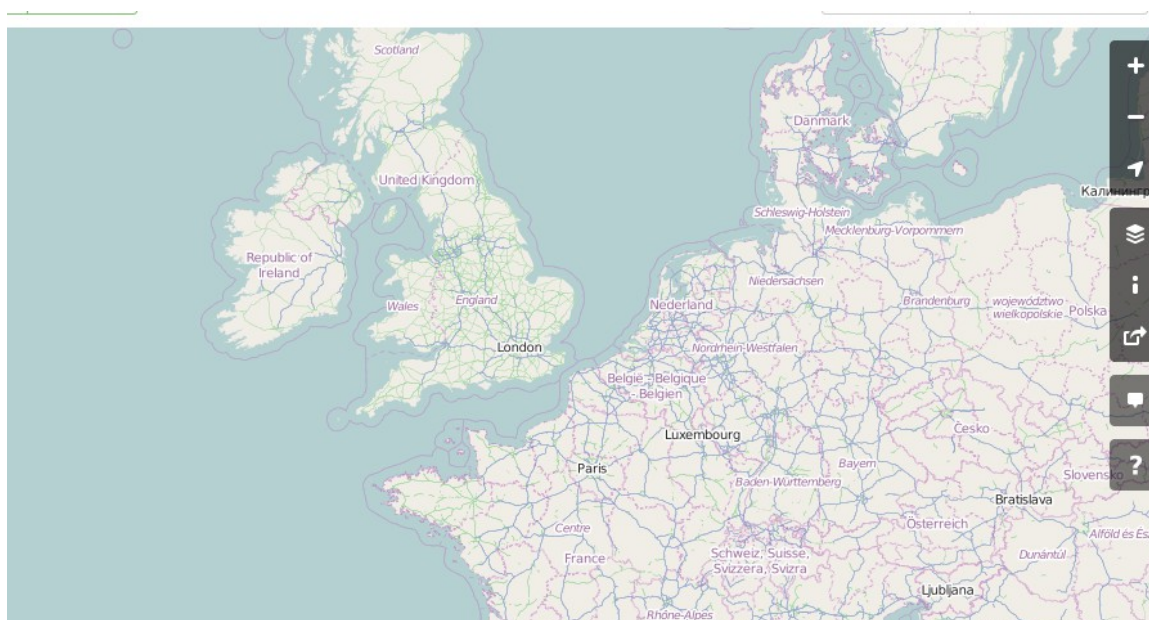 Scotland
Danmark
United Kingdom
Калинингр
Schleswig-Holstein
Mecklenburg-Vorpommern
Republic of
Ireland
Niedersachsen
Wales
England
Nederland
Brandenburg
województwo
wielkopolskie
Polska
London
Nordrhein-Westfalen
België - Belgique
- Belgien
Luxembourg
Česko
Paris
Bayern
Slovensko
Baden-Württemberg
Bratislava
Centre
Österreich
Alföld és És
France
Schweiz, Suisse,
Svizzera, Svizra
Dunántúl
Ljubljana
Rhône-Alpes